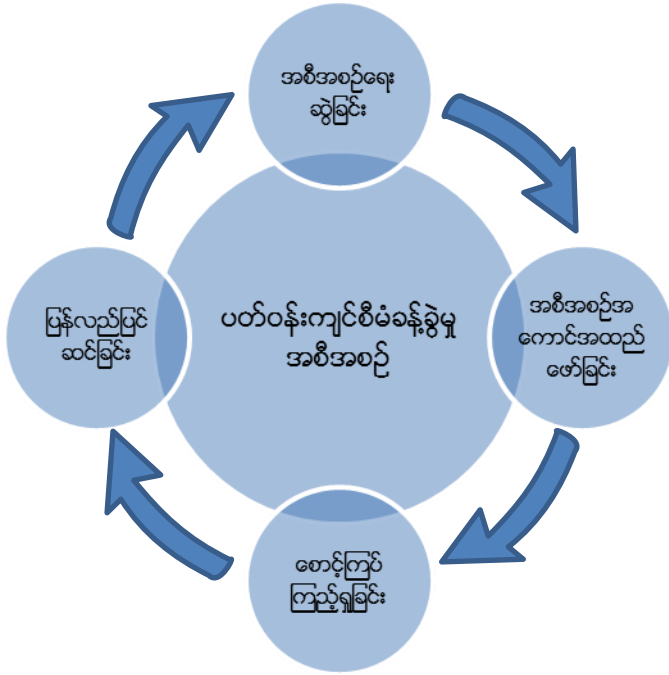 အစီအစဉ်ရေး
ဆွဲခြင်း
အစီအစဉ်အ
ကောင်အထည်
ဖော်ခြင်း
စောင့်ကြပ်
ကြည့်ရှုခြင်း
ပြန်လည်ပြင်
ဆင်ခြင်း
ပတ်ဝန်းကျင်စီမံခန့်ခွဲမှု
အစီအစဉ်